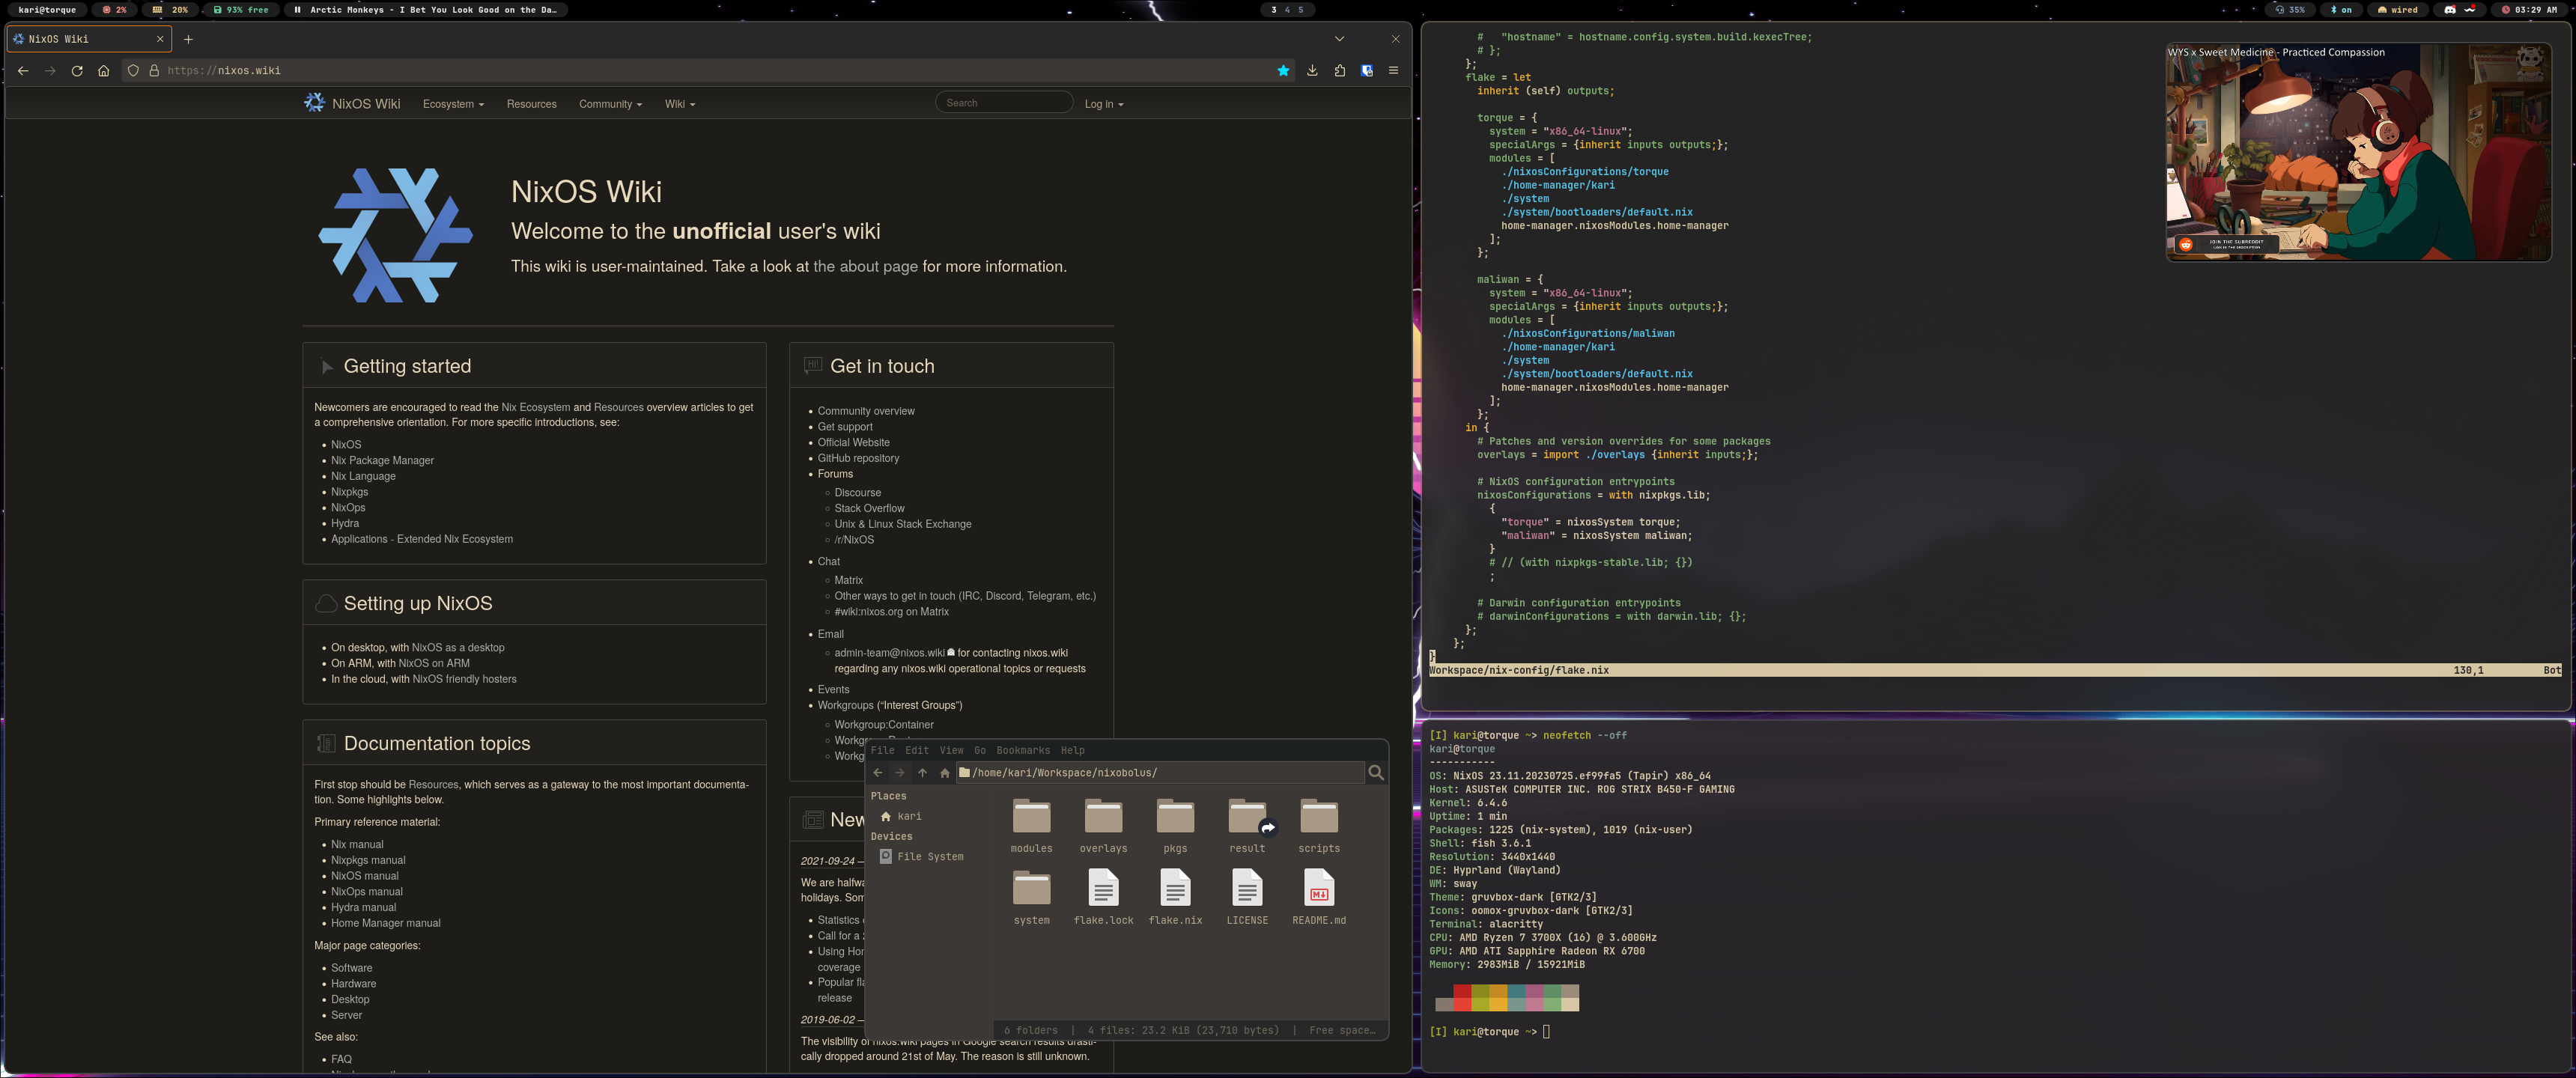 kari@torque 2% 20% 93% free Arctic Monkeys - I Bet You Look Good on the Da…
3 4 5
35% on wired 03:29 AM
NixOS Wiki
https://nixos.wiki
NixOS Wiki Ecosystem Resources Community Wiki Search Log in
NixOS Wiki
Welcome to the unofficial user's wiki
This wiki is user-maintained. Take a look at the about page for more information.
Getting started
Newcomers are encouraged to read the Nix Ecosystem and Resources overview articles to get
a comprehensive orientation. For more specific introductions, see:
NixOS
Nix Package Manager
Nix Language
Nixpkgs
NixOps
Hydra
Applications - Extended Nix Ecosystem
Setting up NixOS
On desktop, with NixOS as a desktop
On ARM, with NixOS on ARM
In the cloud, with NixOS friendly hosters
Documentation topics
First stop should be Resources, which serves as a gateway to the most important documenta-
tion. Some highlights below.
Primary reference material:
Nix manual
Nixpkgs manual
NixOS manual
NixOps manual
Hydra manual
Home Manager manual
Major page categories:
Software
Hardware
Desktop
Server
See also:
FAQ
Hi!
Get in touch
Community overview
Get support
Official Website
GitHub repository
Forums
Discourse
Stack Overflow
Unix & Linux Stack Exchange
/r/NixOS
Chat
Matrix
Other ways to get in touch (IRC, Discord, Telegram, etc.)
#wiki:nixos.org on Matrix
Email
admin-team@nixos.wiki for contacting nixos.wiki
regarding any nixos.wiki operational topics or requests
Events
Workgroups (“Interest Groups”)
Workgroup:Container
New
2021-09-24 —
We are halfwa
holidays. Som
Statistics
Call for a
Using Hor
coverage
Popular fla
release
2019-06-02 —
The visibility of nixos.wiki pages in Google search results drasti-
cally dropped around 21st of May. The reason is still unknown.
File Edit View Go Bookmarks Help
/home/kari/Workspace/nixobolus/
Places
kari
Devices
File System
modules overlays pkgs result scripts
system flake.lock flake.nix LICENSE README.md
6 folders | 4 files: 23.2 KiB (23,710 bytes) | Free space…
#   "hostname" = hostname.config.system.build.kexecTree;
# };
};
flake = let
inherit (self) outputs;
torque = {
system = "x86_64-linux";
specialArgs = {inherit inputs outputs;};
modules = [
./nixosConfigurations/torque
./home-manager/kari
./system
./system/bootloaders/default.nix
home-manager.nixosModules.home-manager
];
};
maliwan = {
system = "x86_64-linux";
specialArgs = {inherit inputs outputs;};
modules = [
./nixosConfigurations/maliwan
./home-manager/kari
./system
./system/bootloaders/default.nix
home-manager.nixosModules.home-manager
];
};
in {
# Patches and version overrides for some packages
overlays = import ./overlays {inherit inputs;};
# NixOS configuration entrypoints
nixosConfigurations = with nixpkgs.lib;
{
"torque" = nixosSystem torque;
"maliwan" = nixosSystem maliwan;
}
# // (with nixpkgs-stable.lib; {})
;
# Darwin configuration entrypoints
# darwinConfigurations = with darwin.lib; {};
};
};
}
Workspace/nix-config/flake.nix 130,1 Bot
WYS x Sweet Medicine - Practiced Compassion
JOIN THE SUBREDDIT
LINK IN THE DESCRIPTION
[I] kari@torque ~> neofetch --off
kari@torque
-----------
OS: NixOS 23.11.20230725.ef99fa5 (Tapir) x86_64
Host: ASUSTeK COMPUTER INC. ROG STRIX B450-F GAMING
Kernel: 6.4.6
Uptime: 1 min
Packages: 1225 (nix-system), 1019 (nix-user)
Shell: fish 3.6.1
Resolution: 3440x1440
DE: Hyprland (Wayland)
WM: sway
Theme: gruvbox-dark [GTK2/3]
Icons: oomox-gruvbox-dark [GTK2/3]
Terminal: alacritty
CPU: AMD Ryzen 7 3700X (16) @ 3.600GHz
GPU: AMD ATI Sapphire Radeon RX 6700
Memory: 2983MiB / 15921MiB
[I] kari@torque ~>